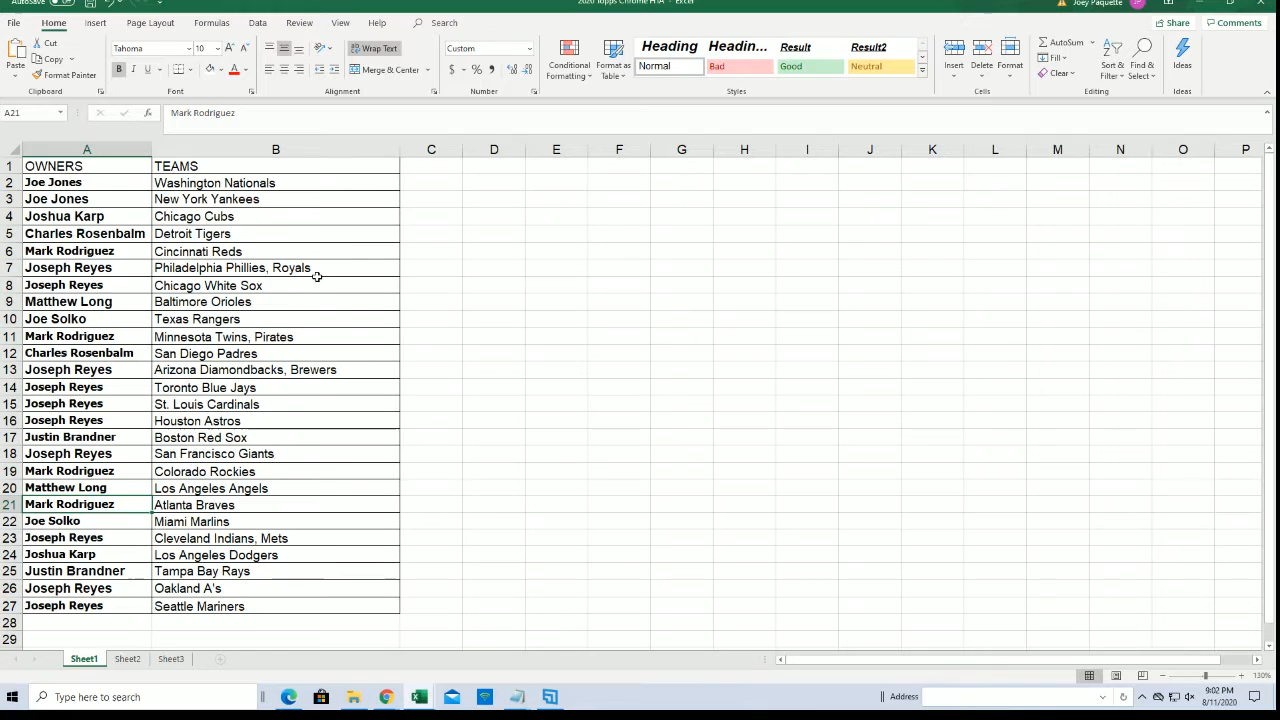 AutoSave Off 2020 Topps Chrome HTA - Excel Joey Paquette JP
File Home Insert Page Layout Formulas Data Review View Help Search Share Comments
Paste Cut Copy Format Painter Clipboard
Tahoma 10 A A B I U A Font
Wrap Text Merge & Center Alignment
Custom $ % , Number
Conditional Formatting Format as Table Heading Headin... Result Result2 Normal Bad Good Neutral Styles
Insert Delete Format Cells
AutoSum Fill Clear Sort & Filter Find & Select Editing
Ideas Ideas
A21 fx Mark Rodriguez
A B C D E F G H I J K L M N O P
1 OWNERS TEAMS
2 Joe Jones Washington Nationals
3 Joe Jones New York Yankees
4 Joshua Karp Chicago Cubs
5 Charles Rosenbalm Detroit Tigers
6 Mark Rodriguez Cincinnati Reds
7 Joseph Reyes Philadelphia Phillies, Royals
8 Joseph Reyes Chicago White Sox
9 Matthew Long Baltimore Orioles
10 Joe Solko Texas Rangers
11 Mark Rodriguez Minnesota Twins, Pirates
12 Charles Rosenbalm San Diego Padres
13 Joseph Reyes Arizona Diamondbacks, Brewers
14 Joseph Reyes Toronto Blue Jays
15 Joseph Reyes St. Louis Cardinals
16 Joseph Reyes Houston Astros
17 Justin Brandner Boston Red Sox
18 Joseph Reyes San Francisco Giants
19 Mark Rodriguez Colorado Rockies
20 Matthew Long Los Angeles Angels
21 Mark Rodriguez Atlanta Braves
22 Joe Solko Miami Marlins
23 Joseph Reyes Cleveland Indians, Mets
24 Joshua Karp Los Angeles Dodgers
25 Justin Brandner Tampa Bay Rays
26 Joseph Reyes Oakland A's
27 Joseph Reyes Seattle Mariners
28
29
Sheet1 Sheet2 Sheet3
130%
Type here to search Address 9:02 PM
8/11/2020